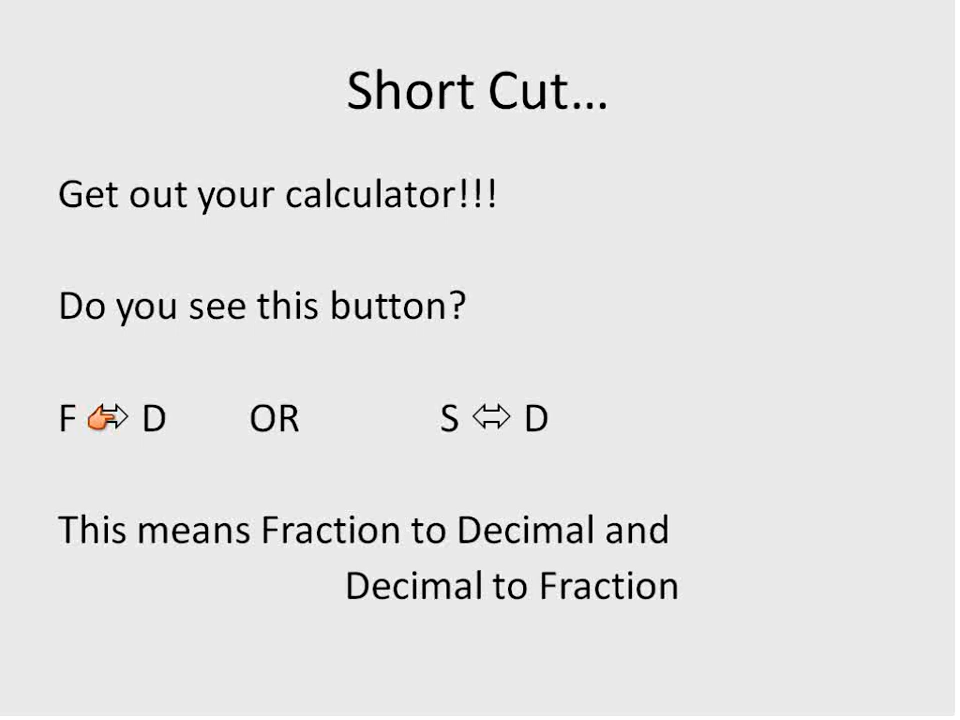 Short Cut...
Get out your calculator!!!
Do you see this button?
F ⬄ D OR S ⬄ D
This means Fraction to Decimal and
Decimal to Fraction